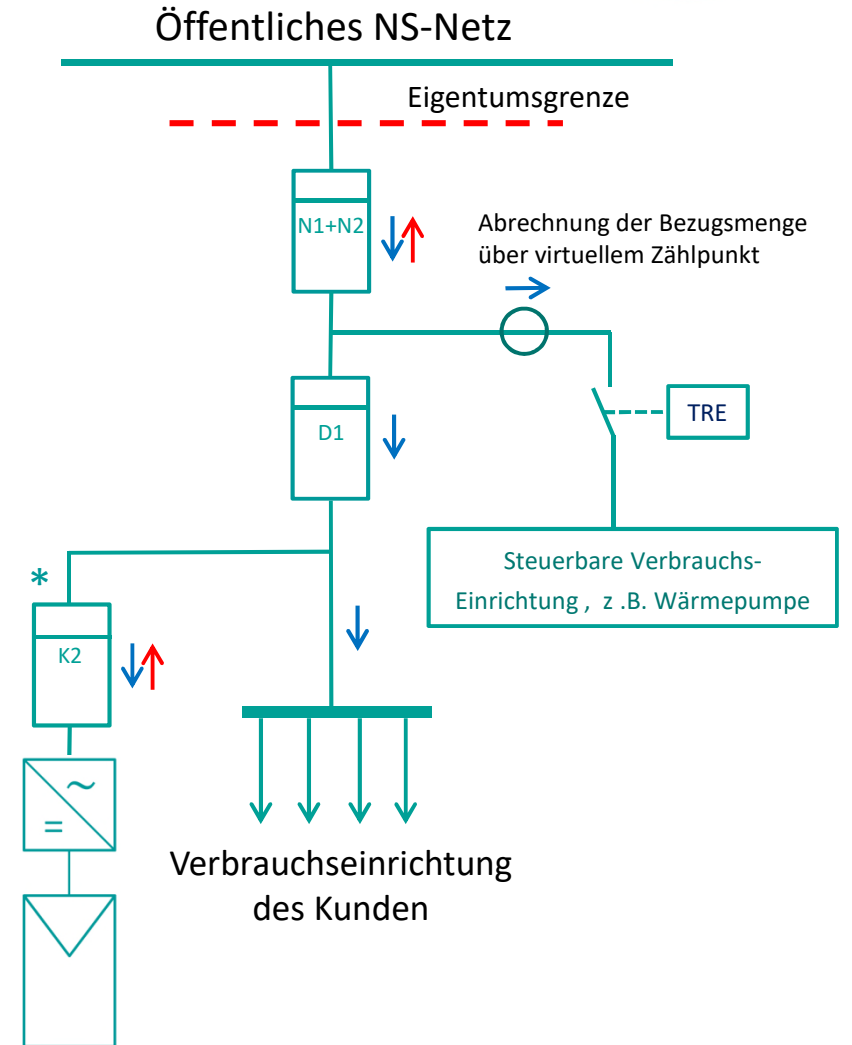 Öffentliches NS-Netz
Eigentumsgrenze
N1+N2
Abrechnung der Bezugsmenge
über virtuellem Zählpunkt
D1
TRE
Steuerbare Verbrauchs-
Einrichtung , z .B. Wärmepumpe
*
K2
~
=
Verbrauchseinrichtung
des Kunden